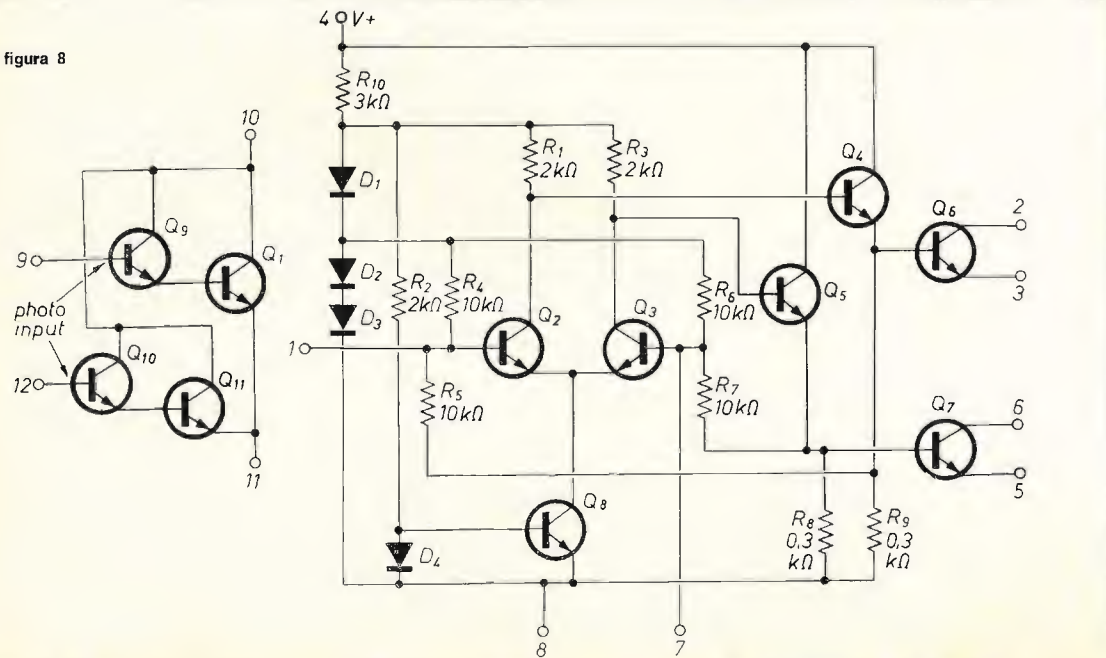 figura 8
4 V+
R10
3kΩ
10
R1
2kΩ
R3
2kΩ
Q4
D1
Q9
Q6
2
9
Q1
3
photo
input
D2
R2
2kΩ
R4
10kΩ
R6
10kΩ
Q5
D3
Q2
Q3
1
Q10
12
Q11
R5
10kΩ
R7
10kΩ
Q7
6
11
5
Q8
R8
0,3
kΩ
R9
0,3
kΩ
D4
8
7